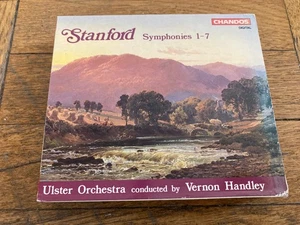 CHANDOS
DIGITAL
Stanford Symphonies 1-7
Ulster Orchestra conducted by Vernon Handley